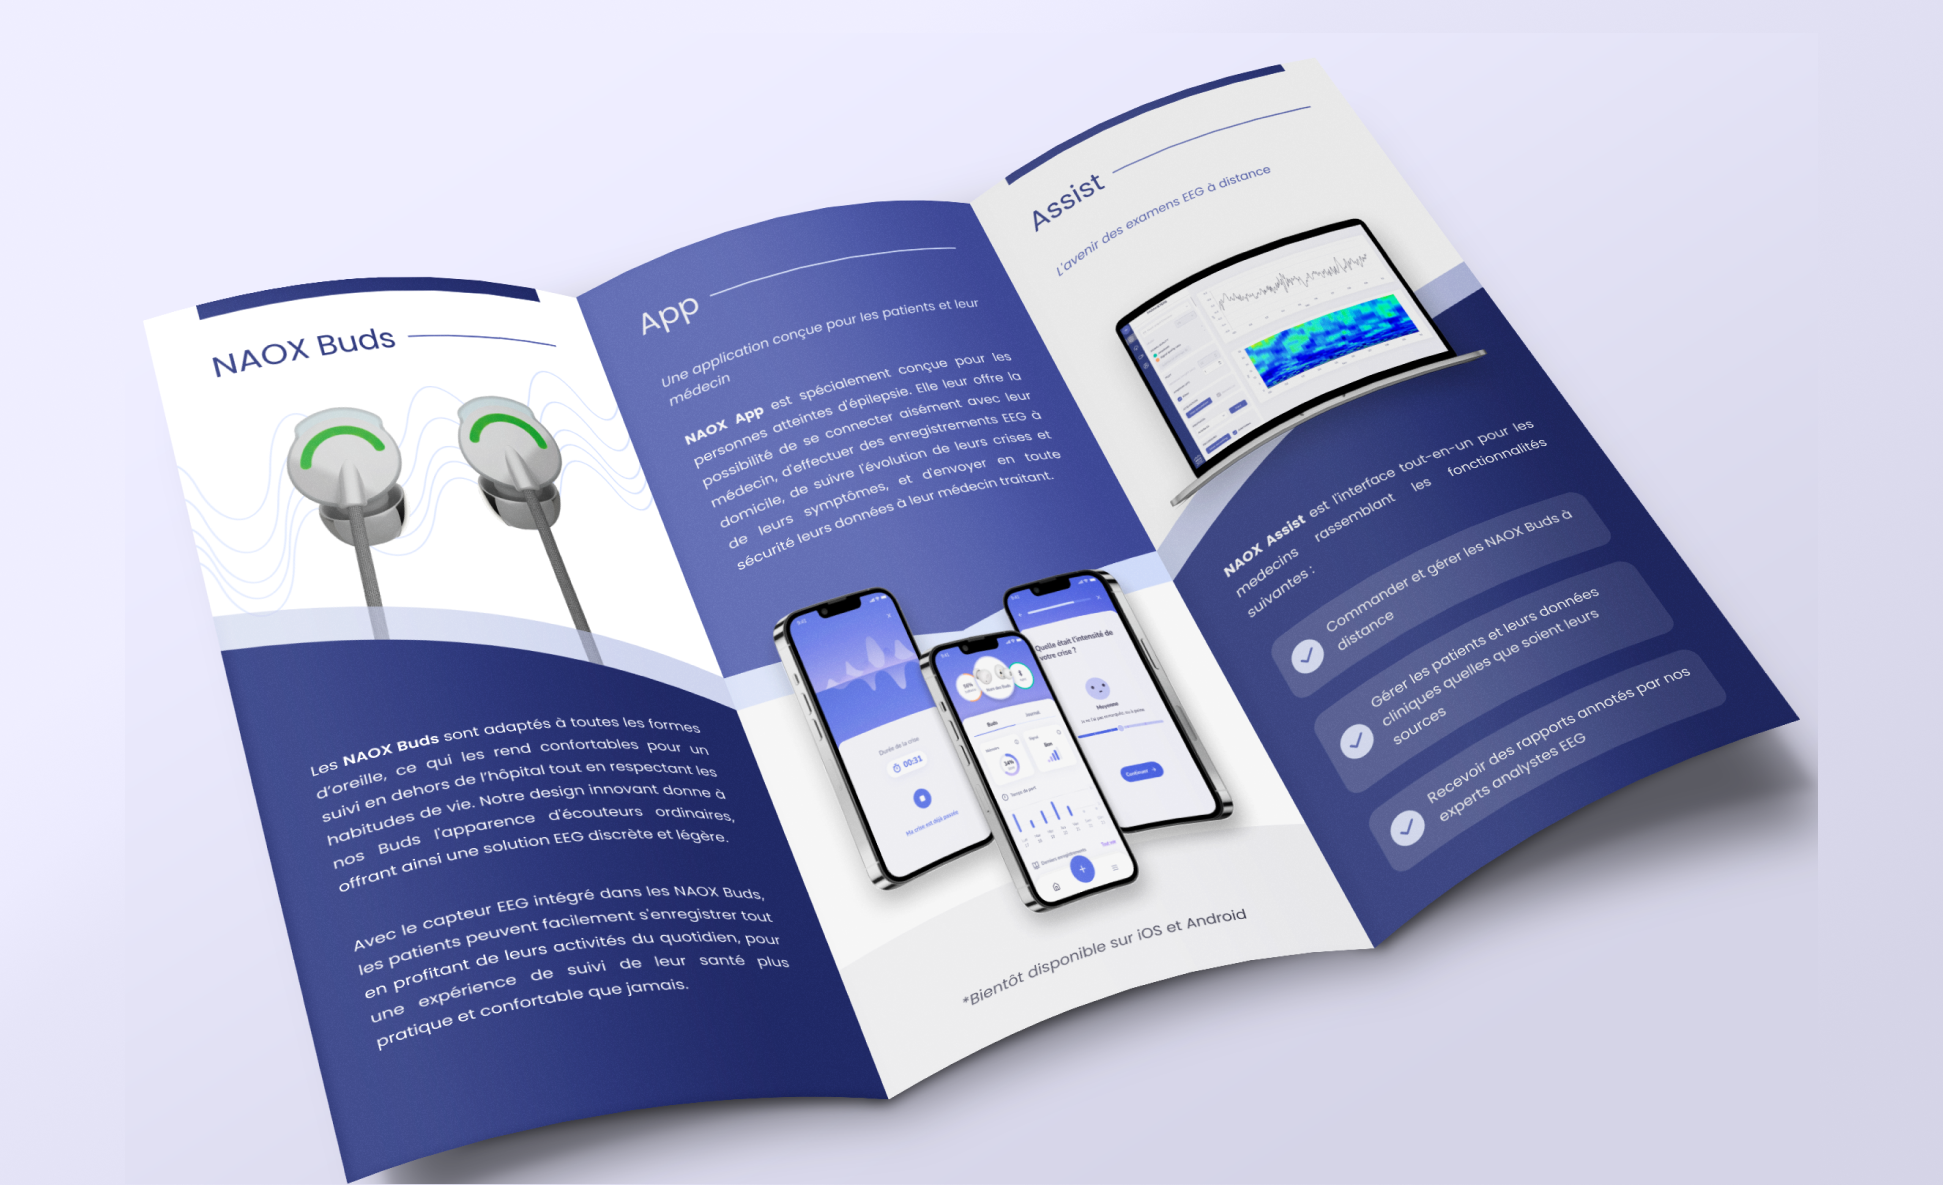 NAOX Buds
Les NAOX Buds sont adaptés à toutes les formes
d'oreille, ce qui les rend confortables pour un
suivi en dehors de l'hôpital tout en respectant les
habitudes de vie. Notre design innovant donne à
nos Buds l'apparence d'écouteurs ordinaires,
offrant ainsi une solution EEG discrète et légère.
Avec le capteur EEG intégré dans les NAOX Buds,
les patients peuvent facilement s'enregistrer tout
en profitant de leurs activités du quotidien, pour
une expérience de suivi de leur santé plus
pratique et confortable que jamais.
App
Une application conçue pour les patients et leur
médecin
NAOX App est spécialement conçue pour les
personnes atteintes d'épilepsie. Elle leur offre la
possibilité de se connecter aisément avec leur
médecin, d'effectuer des enregistrements EEG à
domicile, de suivre l'évolution de leurs crises et
de leurs symptômes, et d'envoyer en toute
sécurité leurs données à leur médecin traitant.
Durée de la crise
00:31
Ma crise est déjà passée
Buds
Journal
Temps de port
Tout voir
Quelle était l'intensité de
votre crise ?
Moyenne
Continuer
*Bientôt disponible sur iOS et Android
Assist
L'avenir des examens EEG à distance
NAOX Assist est l'interface tout-en-un pour les
medecins rassemblant les fonctionnalités
suivantes :
Commander et gérer les NAOX Buds à
distance
Gérer les patients et leurs données
cliniques quelles que soient leurs
sources
Recevoir des rapports annotés par nos
experts analystes EEG